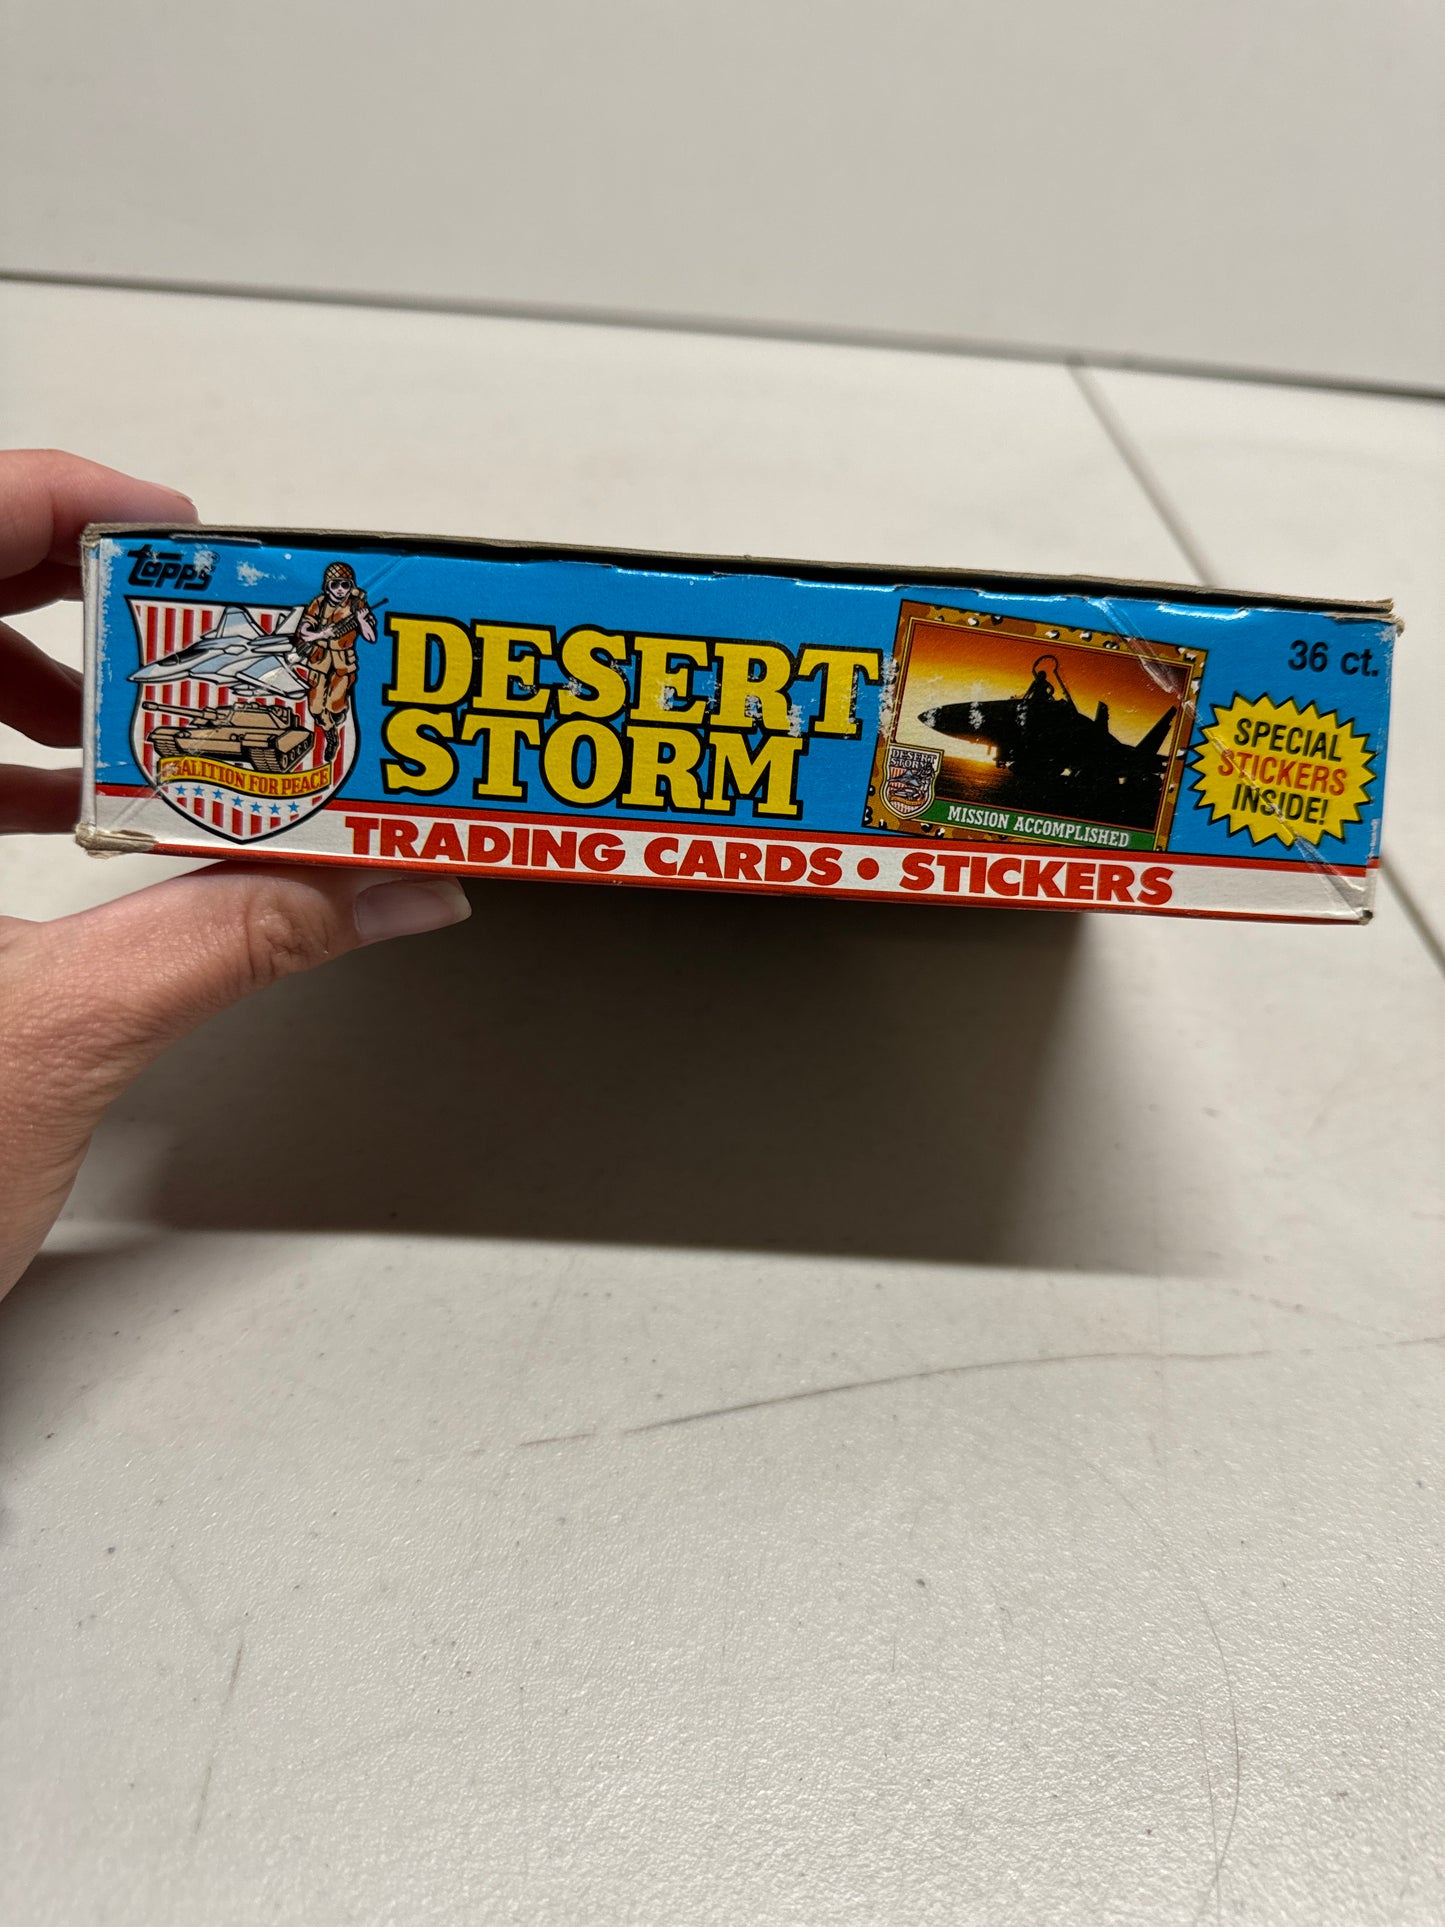 Topps
36 ct.
DESERT
STORM
COALITION FOR PEACE
DESERT
STORM
MISSION ACCOMPLISHED
SPECIAL
STICKERS
INSIDE!
TRADING CARDS • STICKERS